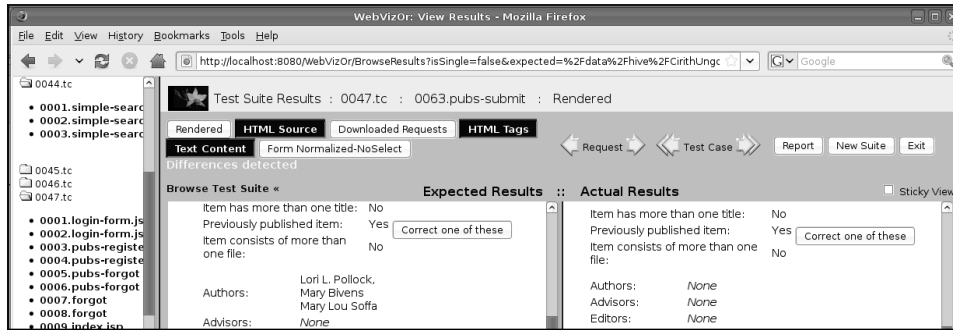 WebVizOr: View Results - Mozilla Firefox
File Edit View History Bookmarks Tools Help
http://localhost:8080/WebVizOr/BrowseResults?isSingle=false&expected=%2Fdata%2Fhive%2FCirithUngo
G Google
0044.tc
0001.simple-searc
0002.simple-searc
0003.simple-searc
0045.tc
0046.tc
0047.tc
0001.login-form.js
0002.login-form.js
0003.pubs-registe
0004.pubs-registe
0005.pubs-forgot
0006.pubs-forgot
0007.forgot
0008.forgot
0009.index.jsp
Test Suite Results : 0047.tc : 0063.pubs-submit : Rendered
Rendered HTML Source Downloaded Requests HTML Tags
Text Content Form Normalized-NoSelect
Request Test Case Report New Suite Exit
Differences detected
Browse Test Suite « Expected Results :: Actual Results Sticky View
Item has more than one title: No
Previously published item: Yes Correct one of these
Item consists of more than
one file: No
Authors: Lori L. Pollock,
Mary Bivens
Mary Lou Soffa
Advisors: None
Item has more than one title: No
Previously published item: Yes Correct one of these
Item consists of more than one
file: No
Authors: None
Advisors: None
Editors: None